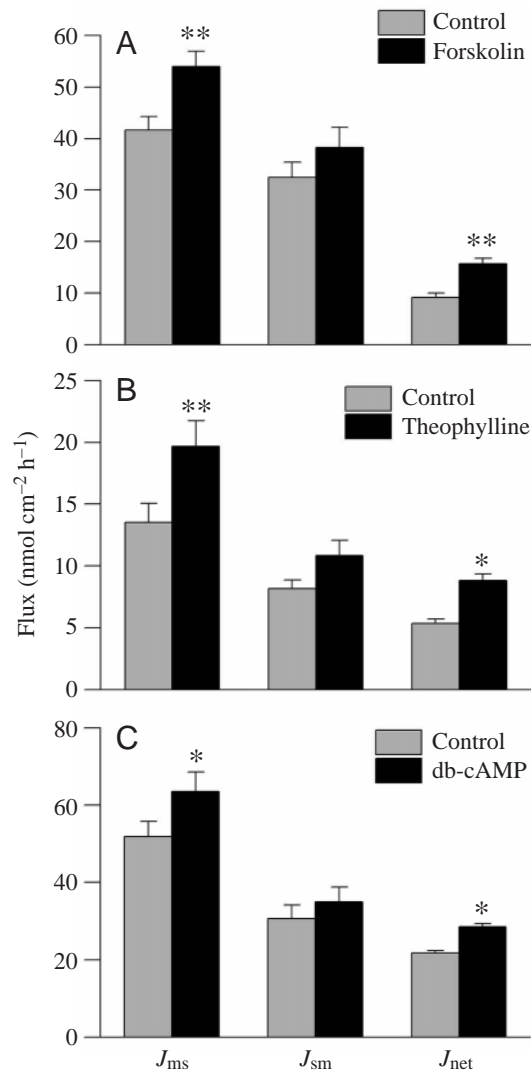 A
Control
Forskolin
60
50
40
30
20
10
0
**
**
B
Control
Theophylline
25
20
15
10
5
0
**
*
Flux (nmol cm⁻² h⁻¹)
C
Control
db-cAMP
80
60
40
20
0
*
*
Jms
Jsm
Jnet